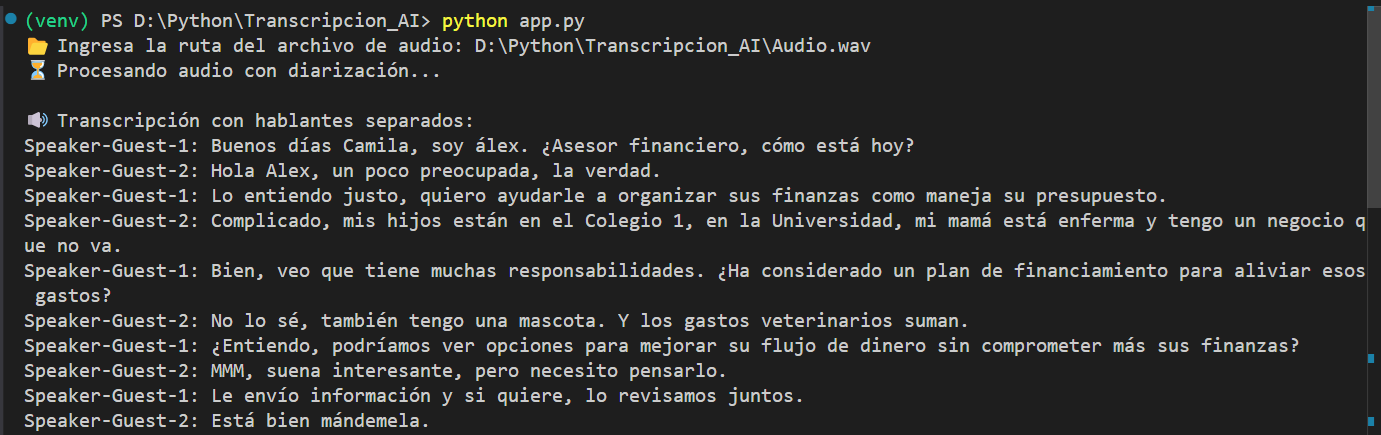 (venv) PS D:\Python\Transcripcion_AI> python app.py
📂 Ingresa la ruta del archivo de audio: D:\Python\Transcripcion_AI\Audio.wav
⏳ Procesando audio con diarización...
🔊 Transcripción con hablantes separados:
Speaker-Guest-1: Buenos días Camila, soy álex. ¿Asesor financiero, cómo está hoy?
Speaker-Guest-2: Hola Alex, un poco preocupada, la verdad.
Speaker-Guest-1: Lo entiendo justo, quiero ayudarle a organizar sus finanzas como maneja su presupuesto.
Speaker-Guest-2: Complicado, mis hijos están en el Colegio 1, en la Universidad, mi mamá está enferma y tengo un negocio q
ue no va.
Speaker-Guest-1: Bien, veo que tiene muchas responsabilidades. ¿Ha considerado un plan de financiamiento para aliviar esos
gastos?
Speaker-Guest-2: No lo sé, también tengo una mascota. Y los gastos veterinarios suman.
Speaker-Guest-1: ¿Entiendo, podríamos ver opciones para mejorar su flujo de dinero sin comprometer más sus finanzas?
Speaker-Guest-2: MMM, suena interesante, pero necesito pensarlo.
Speaker-Guest-1: Le envío información y si quiere, lo revisamos juntos.
Speaker-Guest-2: Está bien mándemela.